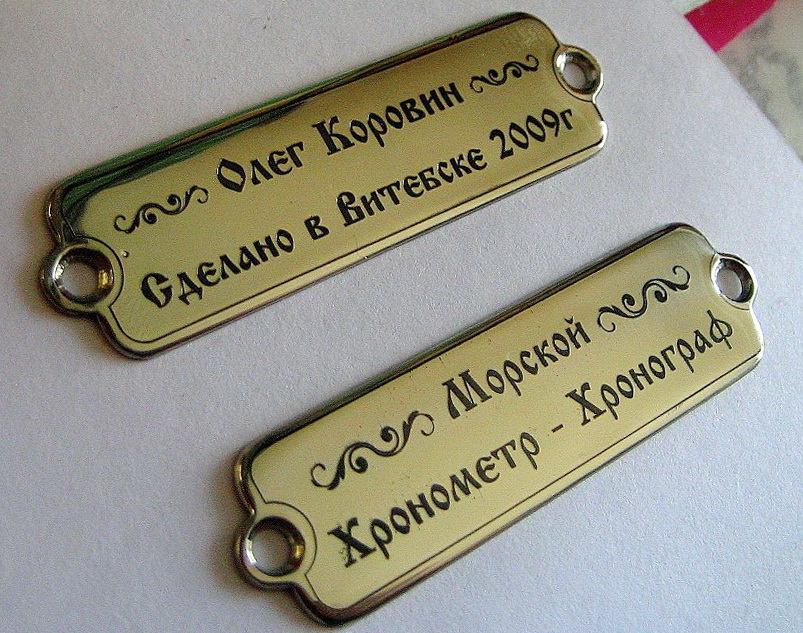 Олег Коровин
Сделано в Витебске 2009г
Морской
Хронометр - Хронограф